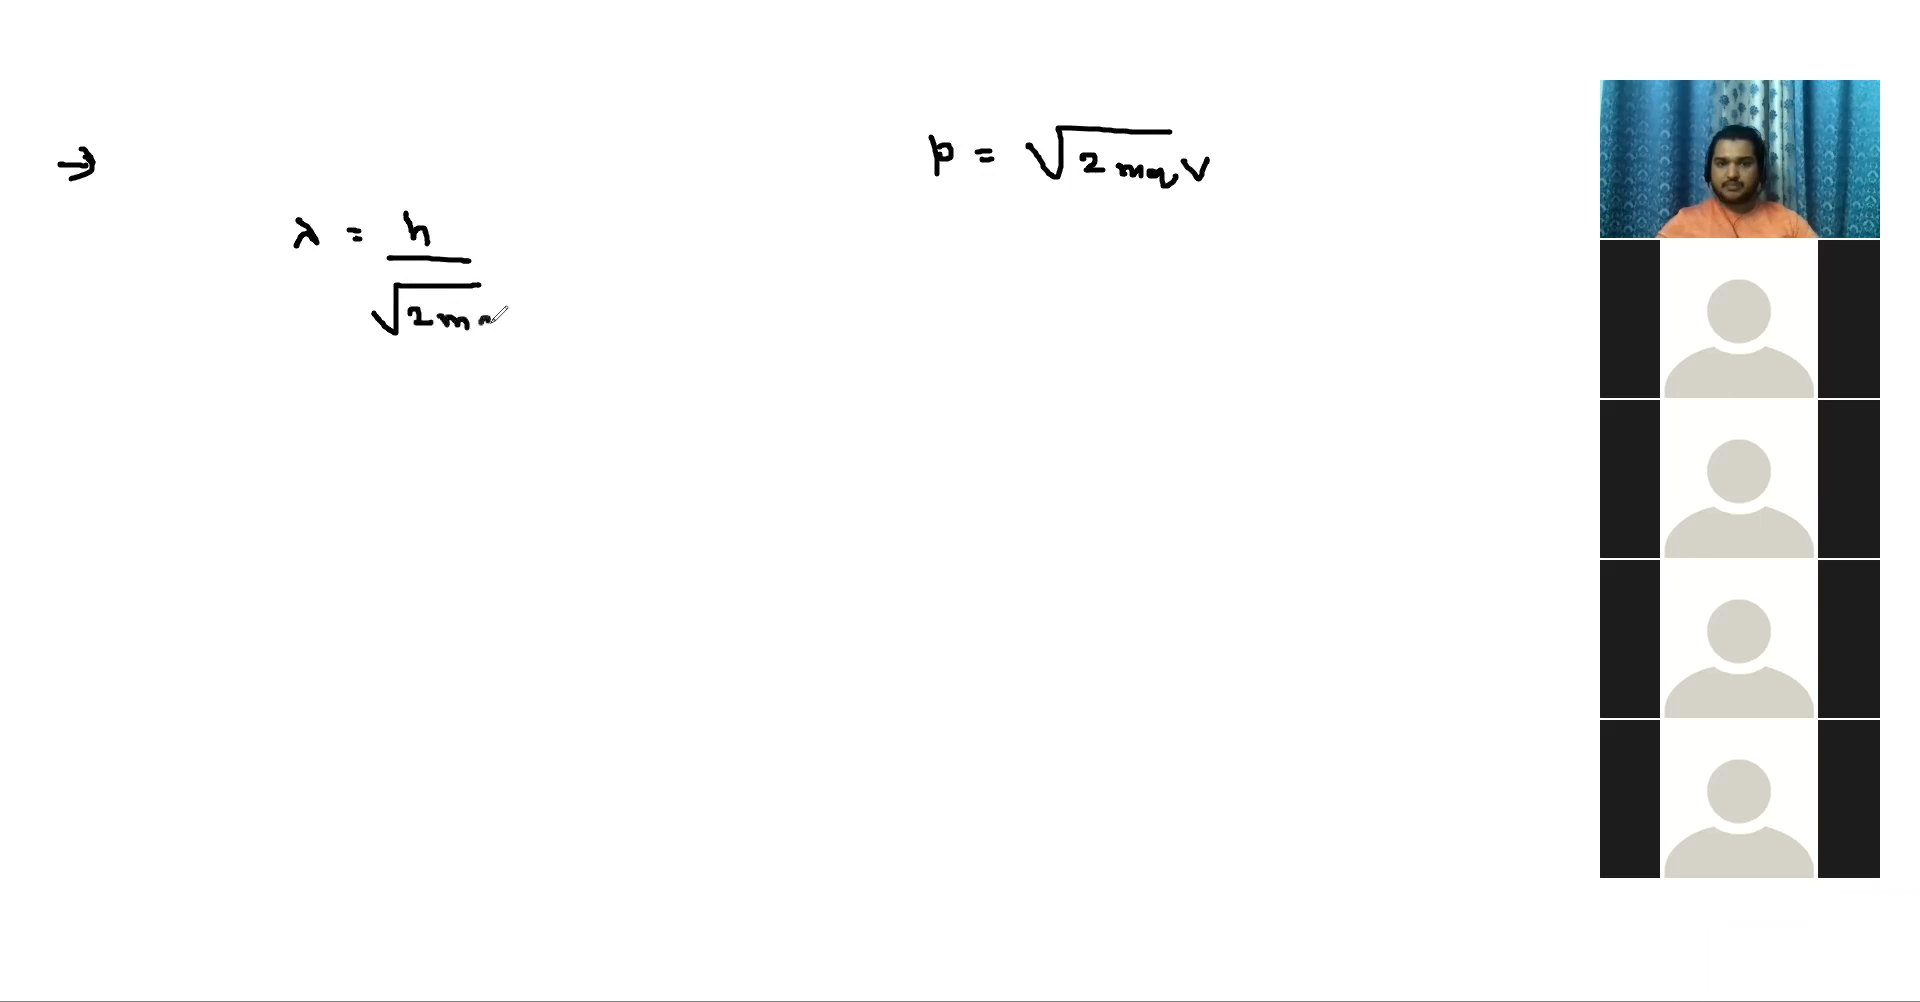 →
p = √2mqV
λ = h
√2m